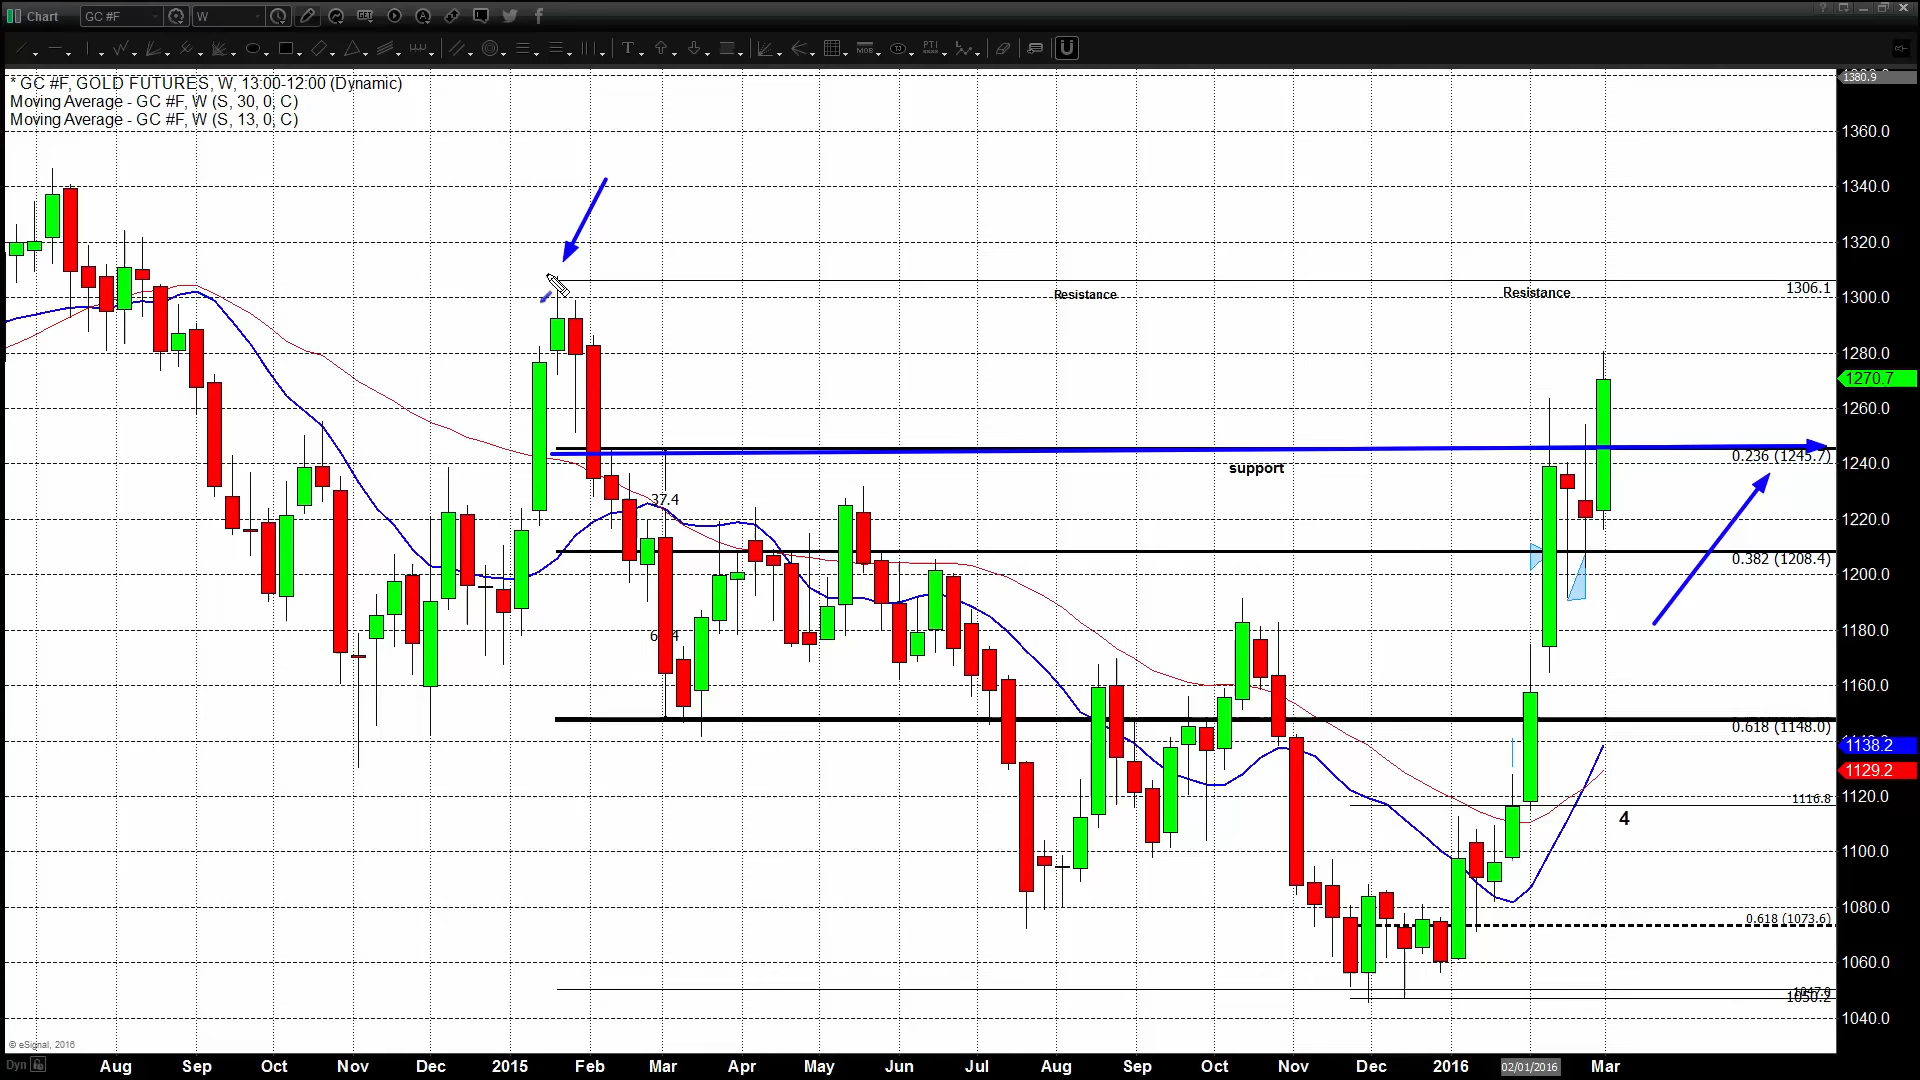 Chart GC #F W
T MOB PTI
* GC #F, GOLD FUTURES, W, 13:00-12:00 (Dynamic)
Moving Average - GC #F, W (S, 30, 0, C)
Moving Average - GC #F, W (S, 13, 0, C)
1380.9
1360.0
1340.0
1320.0
1306.1
Resistance
Resistance
1300.0
1280.0
1270.7
1260.0
0.236 (1245.7)
1240.0
support
37.4
1220.0
0.382 (1208.4)
1200.0
1180.0
1160.0
0.618 (1148.0)
1138.2
1129.2
1120.0
1116.8
4
1100.0
1080.0
0.618 (1073.6)
1060.0
1050.2
1040.0
© eSignal, 2016
Dyn Aug Sep Oct Nov Dec 2015 Feb Mar Apr May Jun Jul Aug Sep Oct Nov Dec 2016 02/01/2016 Mar